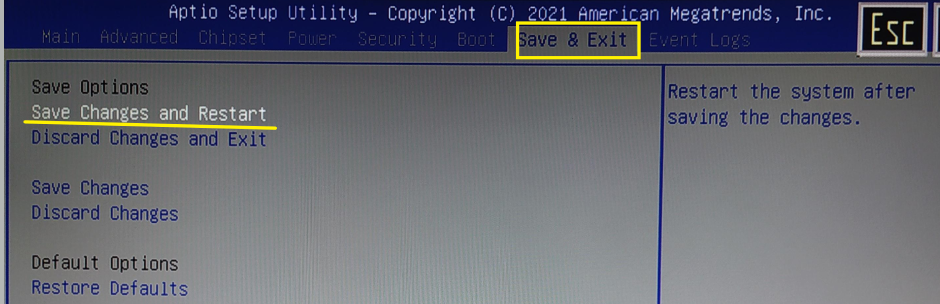 Aptio Setup Utility - Copyright (C) 2021 American Megatrends, Inc.
Main Advanced Chipset Power Security Boot Save & Exit Event Logs
ESC
Save Options
Save Changes and Restart
Discard Changes and Exit
Save Changes
Discard Changes
Default Options
Restore Defaults
Restart the system after
saving the changes.